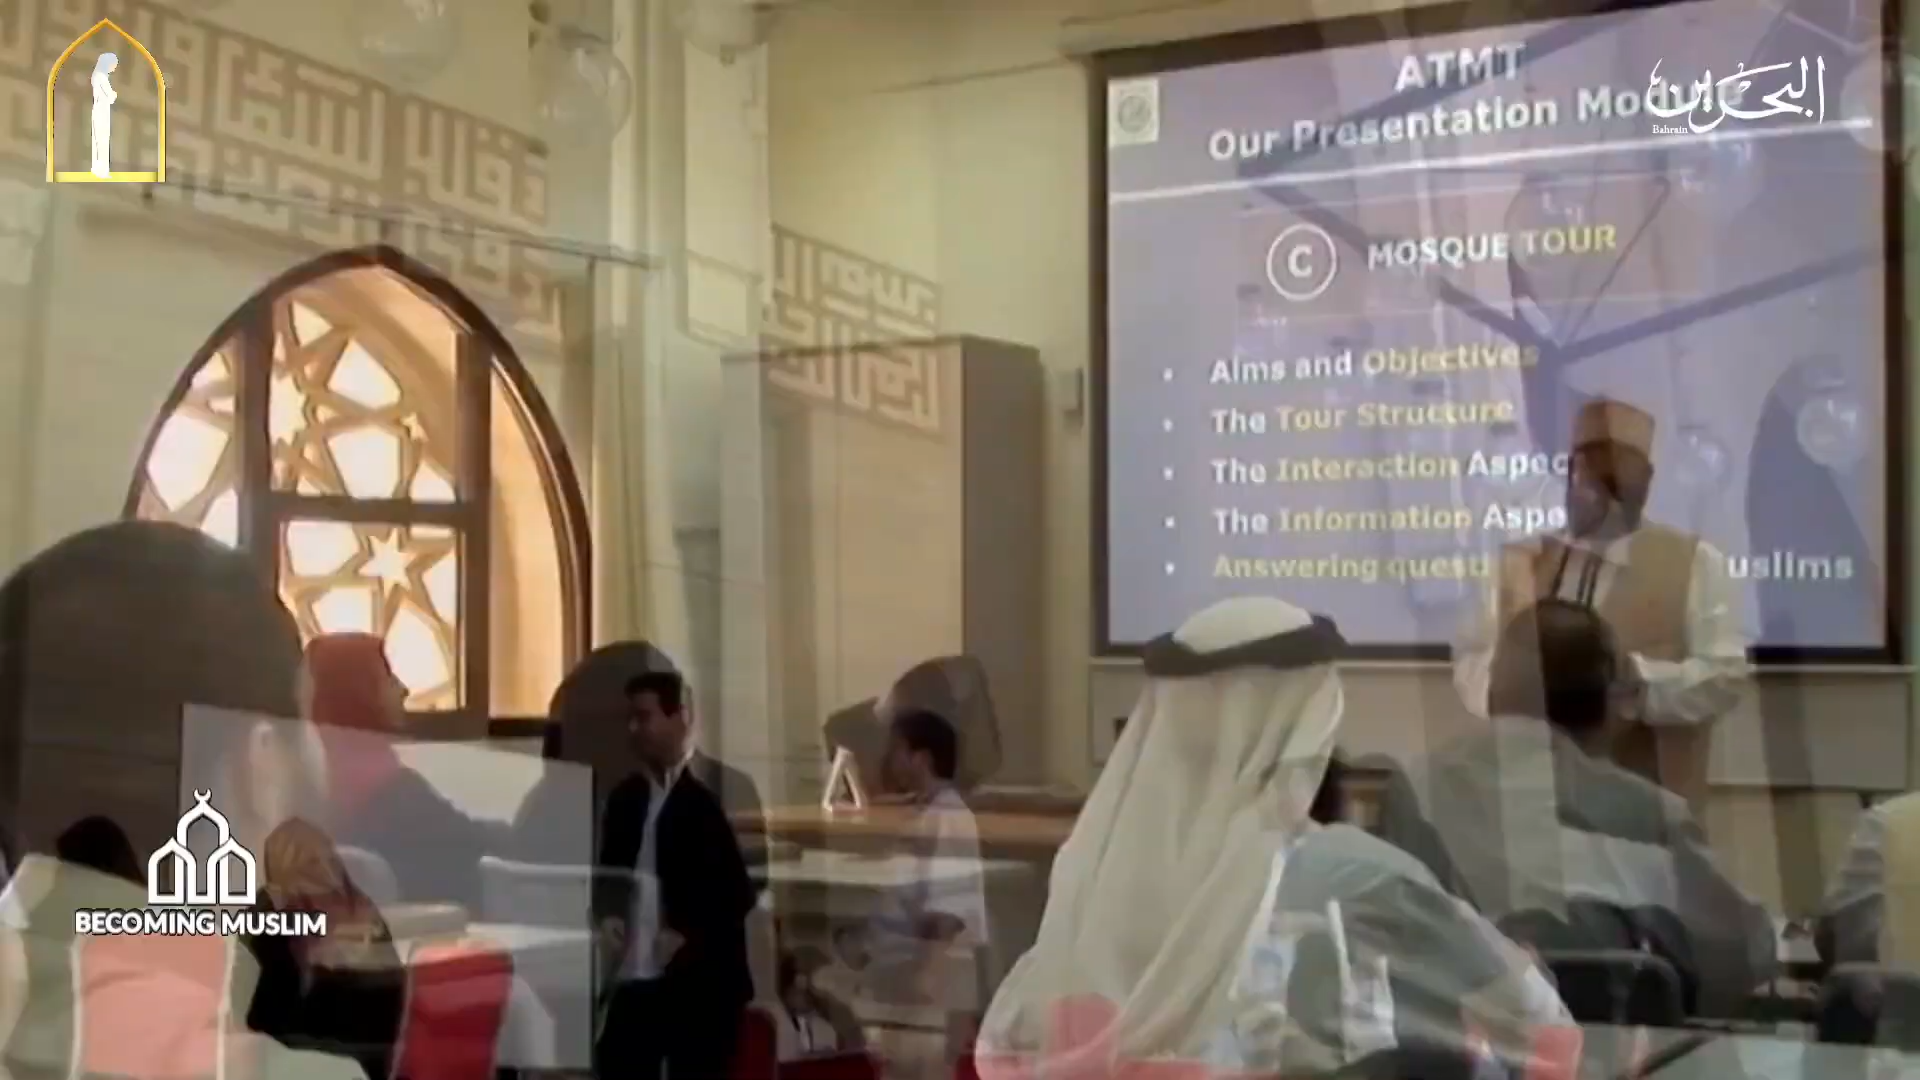 ATMT
Our Presentation Module
البحرين
Bahrain
C MOSQUE TOUR
• Aims and Objectives
• The Tour Structure
• The Interaction Aspec
• The Information Aspe
• Answering questi uslims
BECOMING MUSLIM